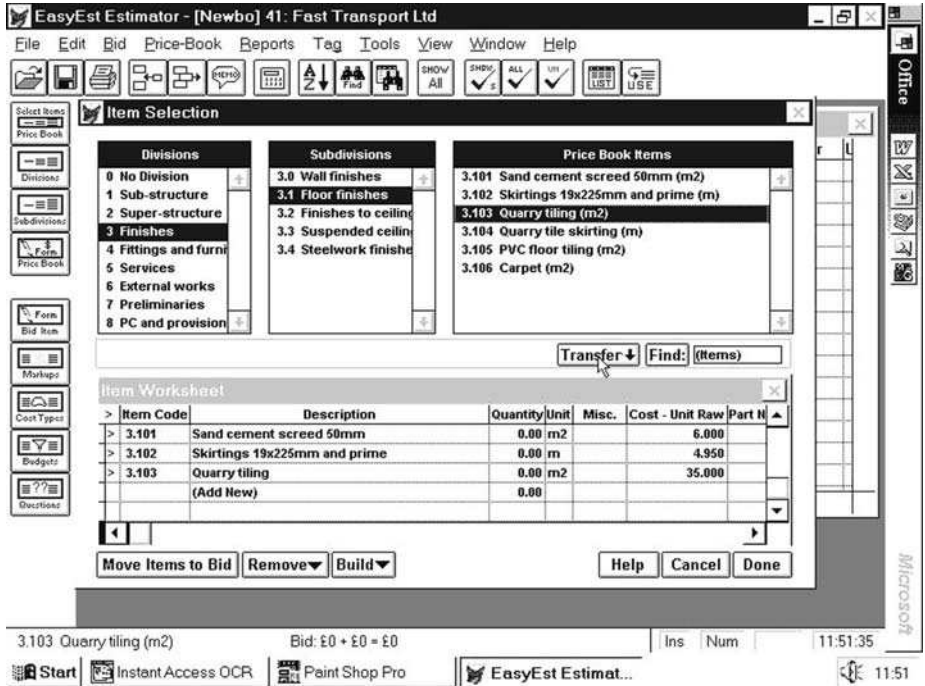 EasyEst Estimator - [Newbo] 41: Fast Transport Ltd
File Edit Bid Price-Book Reports Tag Tools View Window Help
MEMO A Z Find SHOW All SHOW s ALL UN LIST USE
Office
Select Items
Price Book
Divisions
Subdivisions
Form
Price Book
Form
Bid Item
Markups
Cost Types
Budgets
??
Questions
Item Selection
Divisions
0 No Division
1 Sub-structure
2 Super-structure
3 Finishes
4 Fittings and furni
5 Services
6 External works
7 Preliminaries
8 PC and provision
Subdivisions
3.0 Wall finishes
3.1 Floor finishes
3.2 Finishes to ceiling
3.3 Suspended ceilin
3.4 Steelwork finishe
Price Book Items
3.101 Sand cement screed 50mm (m2)
3.102 Skirtings 19x225mm and prime (m)
3.103 Quarry tiling (m2)
3.104 Quarry tile skirting (m)
3.105 PVC floor tiling (m2)
3.106 Carpet (m2)
Transfer Find: (Items)
Item Worksheet
> Item Code Description Quantity Unit Misc. Cost - Unit Raw Part N
> 3.101 Sand cement screed 50mm 0.00 m2 6.000
> 3.102 Skirtings 19x225mm and prime 0.00 m 4.950
> 3.103 Quarry tiling 0.00 m2 35.000
(Add New) 0.00
Move Items to Bid Remove Build Help Cancel Done
Microsoft
3.103 Quarry tiling (m2) Bid: £0 + £0 = £0 Ins Num 11:51:35
Start Instant Access OCR Paint Shop Pro EasyEst Estimat... 11:51